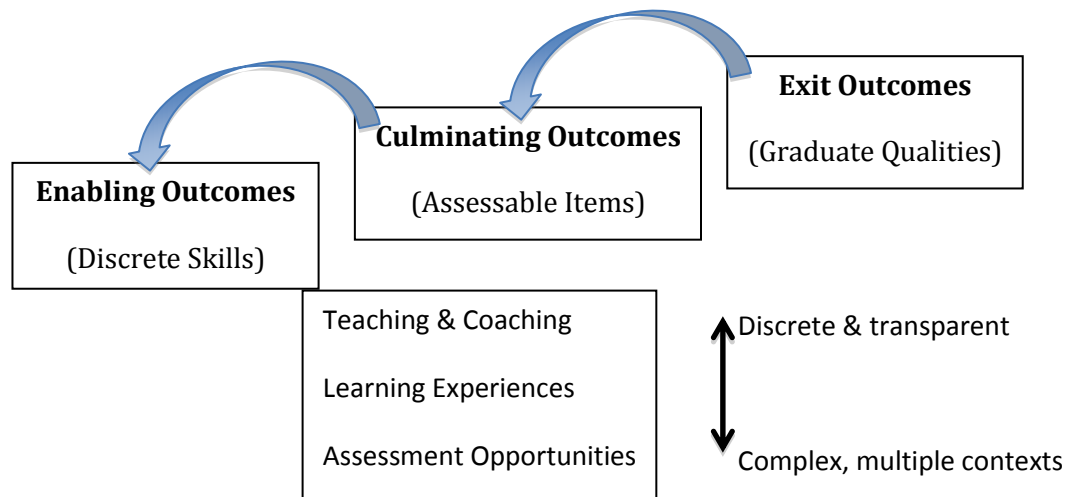 Exit Outcomes
(Graduate Qualities)
Culminating Outcomes
(Assessable Items)
Enabling Outcomes
(Discrete Skills)
Teaching & Coaching
Learning Experiences
Assessment Opportunities
Discrete & transparent
Complex, multiple contexts